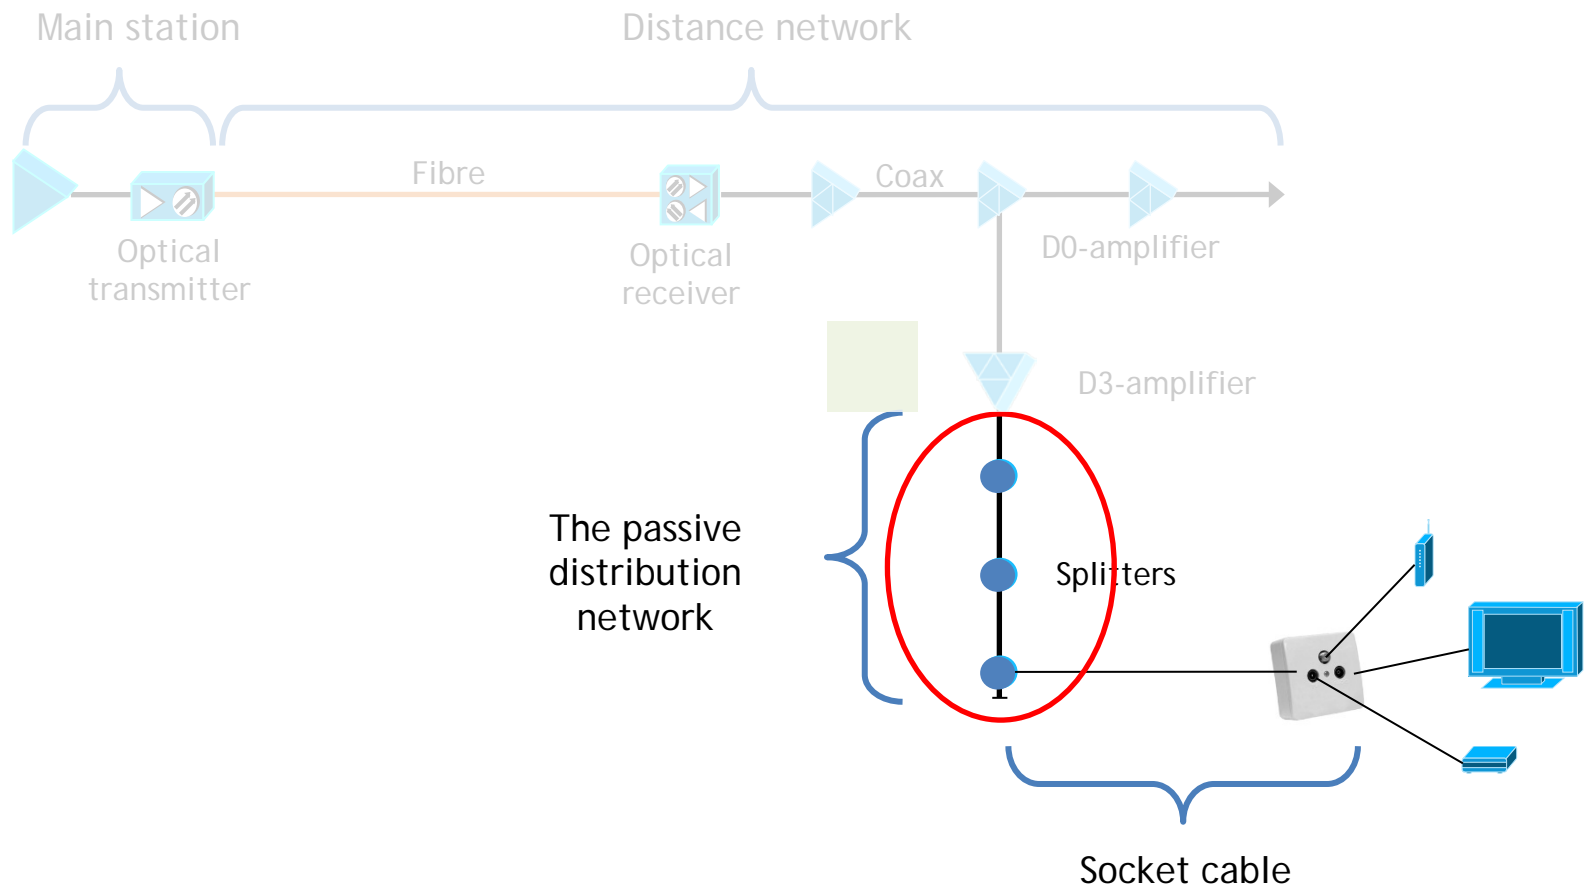 Main station
Distance network
Fibre
Coax
Optical
transmitter
Optical
receiver
D0-amplifier
D3-amplifier
The passive
distribution
network
Splitters
Socket cable